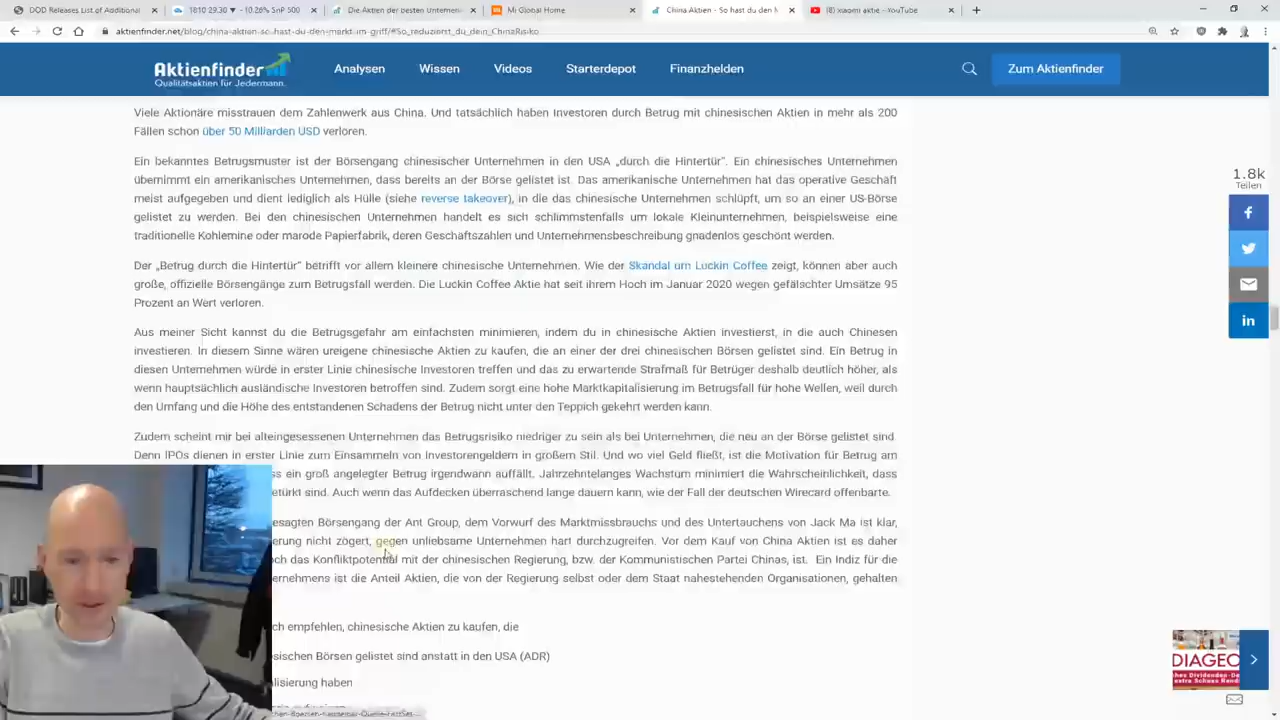 DOD Releases List of Additional
1810 29,30 ▼ −10.26% S&P 500
Die Aktien der besten Unterneh
Mi Global Home
China Aktien - So hast du den M
(8) xiaomi aktie - YouTube
aktienfinder.net/blog/china-aktien-so-hast-du-den-markt-im-griff/#So_reduzierst_du_dein_ChinaRisiko
Aktienfinder
Qualitätsaktien für Jedermann.
Analysen
Wissen
Videos
Starterdepot
Finanzhelden
Zum Aktienfinder
Viele Aktionäre misstrauen dem Zahlenwerk aus China. Und tatsächlich haben Investoren durch Betrug mit chinesischen Aktien in mehr als 200
Fällen schon über 50 Milliarden USD verloren.
Ein bekanntes Betrugsmuster ist der Börsengang chinesischer Unternehmen in den USA „durch die Hintertür“. Ein chinesisches Unternehmen
übernimmt ein amerikanisches Unternehmen, dass bereits an der Börse gelistet ist. Das amerikanische Unternehmen hat das operative Geschäft
meist aufgegeben und dient lediglich als Hülle (siehe reverse takeover), in die das chinesische Unternehmen schlüpft, um so an einer US-Börse
gelistet zu werden. Bei den chinesischen Unternehmen handelt es sich schlimmstenfalls um lokale Kleinunternehmen, beispielsweise eine
traditionelle Kohlemine oder marode Papierfabrik, deren Geschäftszahlen und Unternehmensbeschreibung gnadenlos geschönt werden.
Der „Betrug durch die Hintertür“ betrifft vor allem kleinere chinesische Unternehmen. Wie der Skandal um Luckin Coffee zeigt, können aber auch
große, offizielle Börsengänge zum Betrugsfall werden. Die Luckin Coffee Aktie hat seit ihrem Hoch im Januar 2020 wegen gefälschter Umsätze 95
Prozent an Wert verloren.
Aus meiner Sicht kannst du die Betrugsgefahr am einfachsten minimieren, indem du in chinesische Aktien investierst, in die auch Chinesen
investieren. In diesem Sinne wären ureigene chinesische Aktien zu kaufen, die an einer der drei chinesischen Börsen gelistet sind. Ein Betrug in
diesen Unternehmen würde in erster Linie chinesische Investoren treffen und das zu erwartende Strafmaß für Betrüger deshalb deutlich höher, als
wenn hauptsächlich ausländische Investoren betroffen sind. Zudem sorgt eine hohe Marktkapitalisierung im Betrugsfall für hohe Wellen, weil durch
den Umfang und die Höhe des entstandenen Schadens der Betrug nicht unter den Teppich gekehrt werden kann.
Zudem scheint mir bei alteingesessenen Unternehmen das Betrugsrisiko niedriger zu sein als bei Unternehmen, die neu an der Börse gelistet sind.
Denn IPOs dienen in erster Linie zum Einsammeln von Investorengeldern in großem Stil. Und wo viel Geld fließt, ist die Motivation für Betrug am
ss ein groß angelegter Betrug irgendwann auffällt. Jahrzehntelanges Wachstum minimiert die Wahrscheinlichkeit, dass
türkt sind. Auch wenn das Aufdecken überraschend lange dauern kann, wie der Fall der deutschen Wirecard offenbarte.
esagten Börsengang der Ant Group, dem Vorwurf des Marktmissbrauchs und des Untertauchens von Jack Ma ist klar,
erung nicht zögert, gegen unliebsame Unternehmen hart durchzugreifen. Vor dem Kauf von China Aktien ist es daher
och das Konfliktpotential mit der chinesischen Regierung, bzw. der Kommunistischen Partei Chinas, ist. Ein Indiz für die
ernehmens ist die Anteil Aktien, die von der Regierung selbst oder dem Staat nahestehenden Organisationen, gehalten
ch empfehlen, chinesische Aktien zu kaufen, die
esischen Börsen gelistet sind anstatt in den USA (ADR)
alisierung haben
1.8k
Teilen
DIAGEO